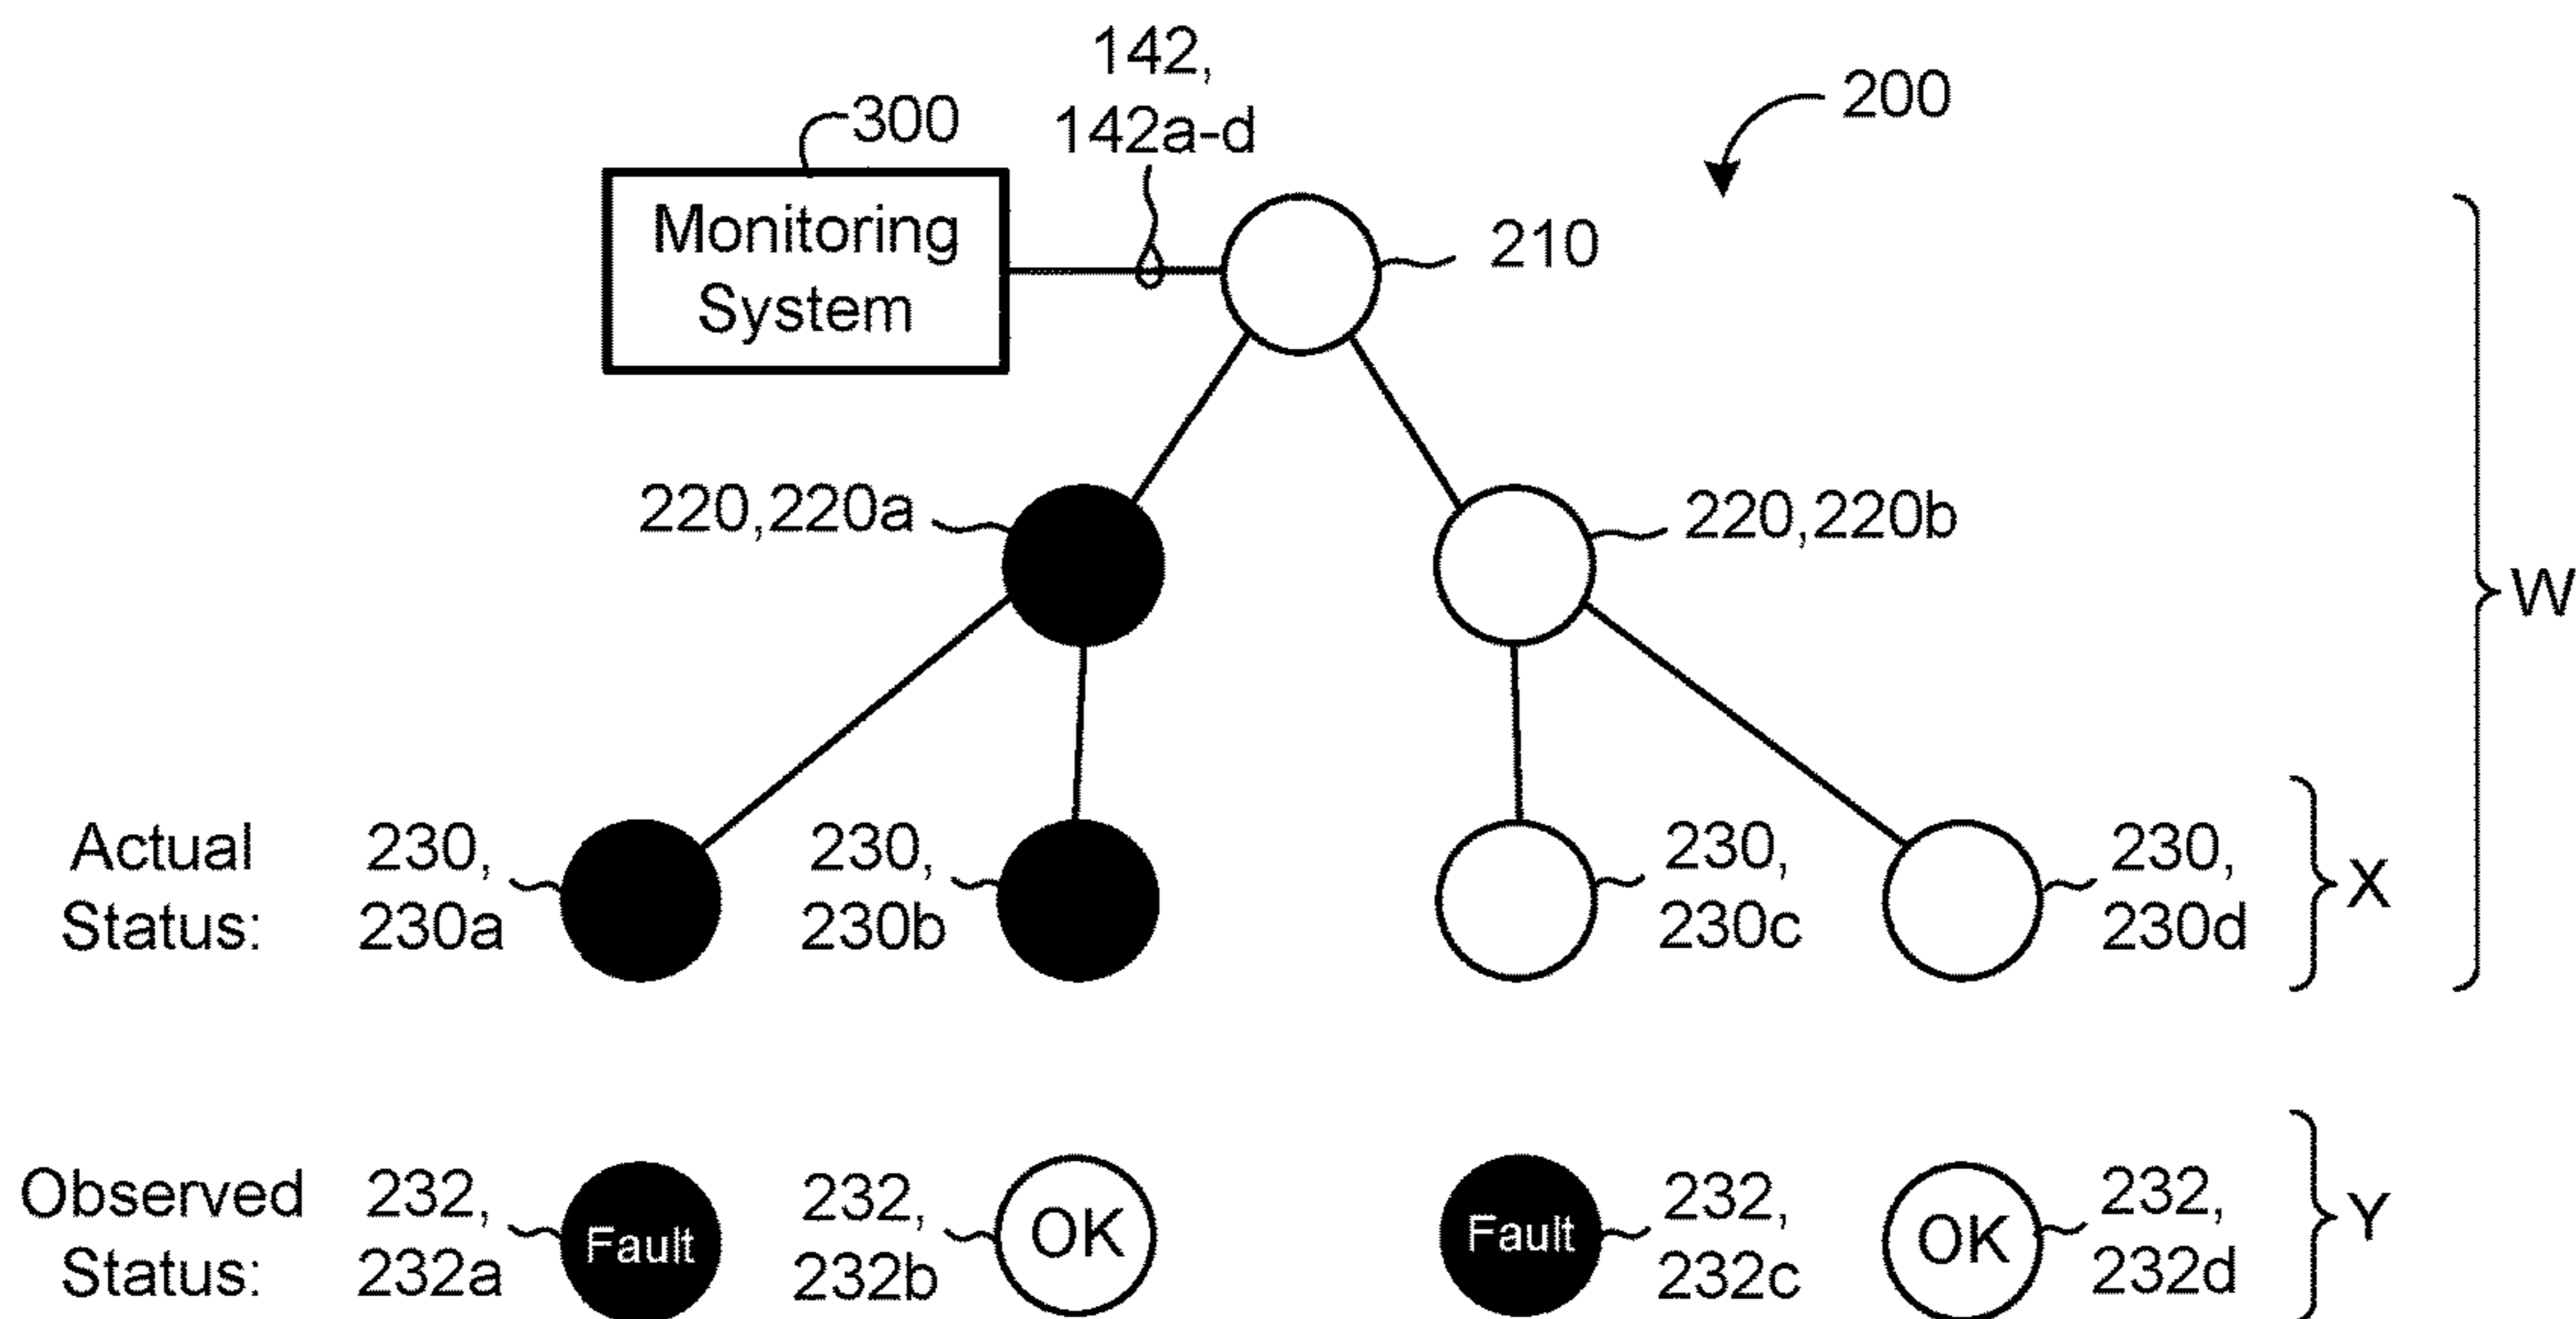 142,
142a-d
200
300
Monitoring
System
210
220,220a
220,220b
W
Actual
Status:
230,
230a
230,
230b
230,
230c
230,
230d
X
Observed
Status:
232,
232a
Fault
232,
232b
OK
Fault
232,
232c
OK
232,
232d
Y